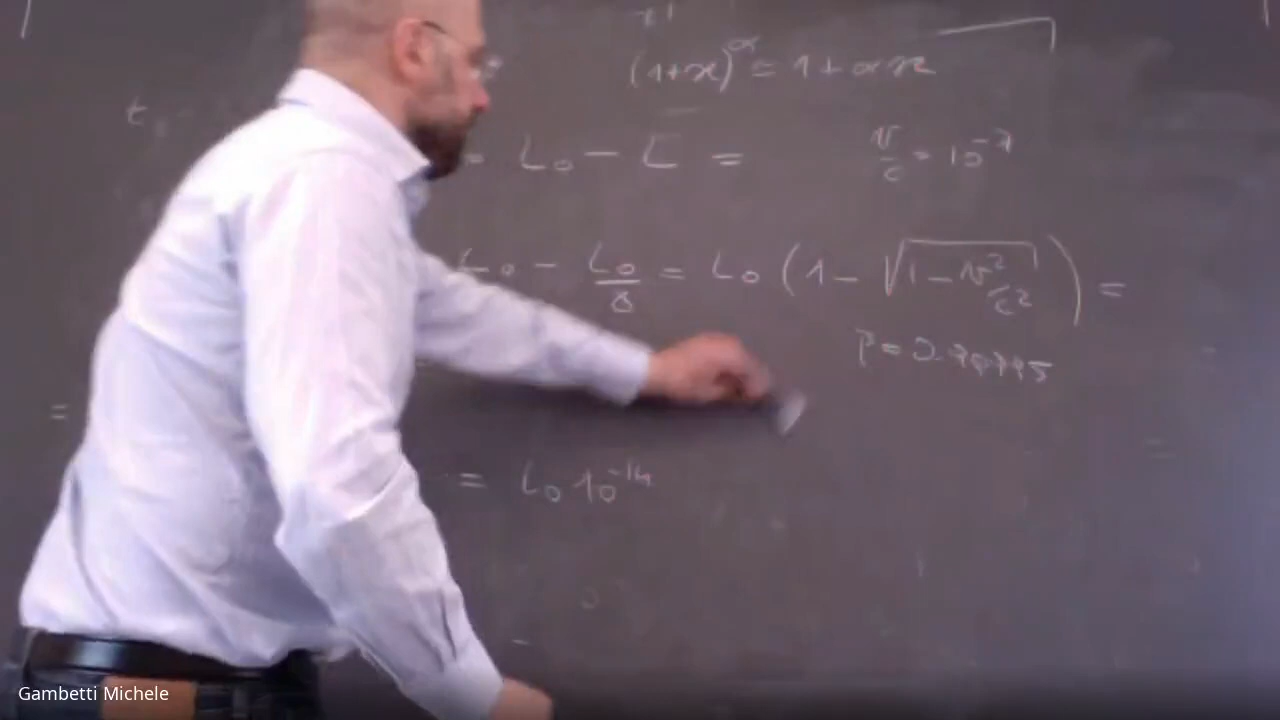 (1+x)^α = 1 + αx
= L₀ - L =
v/c = 10⁻⁷
L₀ - L₀/γ = L₀ (1 - √(1 - v²/c²)) =
= L₀ 10⁻¹⁴
Gambetti Michele